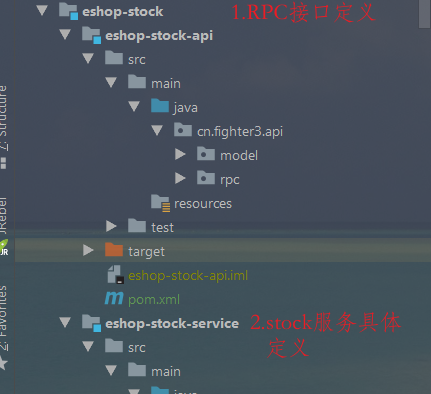 eshop-stock
1.RPC接口定义
eshop-stock-api
src
main
java
cn.fighter3.api
model
rpc
resources
test
target
eshop-stock-api.iml
pom.xml
eshop-stock-service
2.stock服务具体
定义
src
main
java
7: Structure
JRebel
JR
2: Favorites